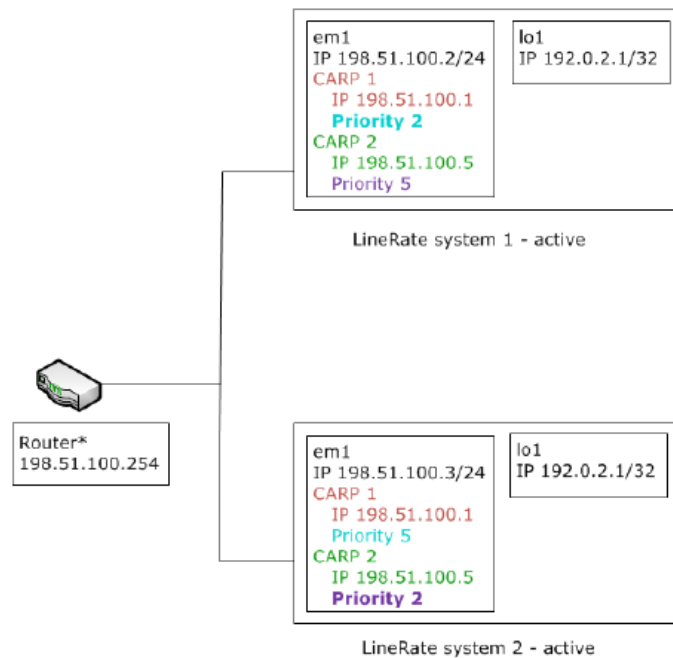 em1
IP 198.51.100.2/24
CARP 1
IP 198.51.100.1
Priority 2
CARP 2
IP 198.51.100.5
Priority 5
lo1
IP 192.0.2.1/32
LineRate system 1 - active
Router*
198.51.100.254
em1
IP 198.51.100.3/24
CARP 1
IP 198.51.100.1
Priority 5
CARP 2
IP 198.51.100.5
Priority 2
lo1
IP 192.0.2.1/32
LineRate system 2 - active